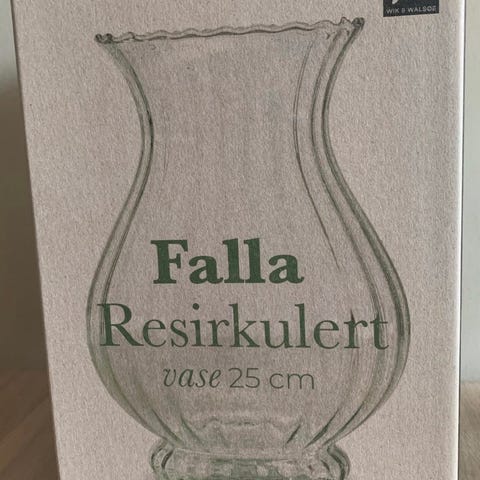 WIK & WALSØE
Falla
Resirkulert
vase 25 cm